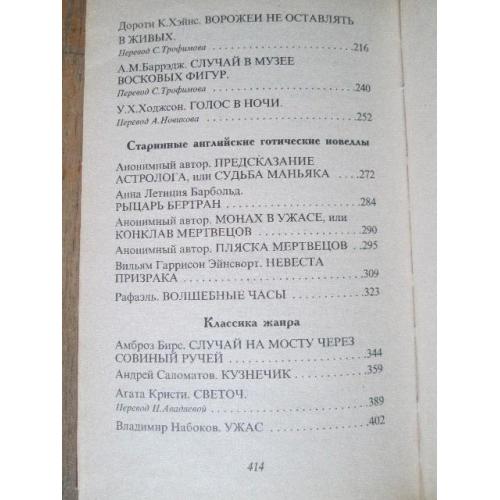 Дороти К.Хэйнс. ВОРОЖЕИ НЕ ОСТАВЛЯТЬ
В ЖИВЫХ.
Перевод С.Трофимова . . . . . . . . . . . . . . . . . . . . . 216
А.М.Баррэдж. СЛУЧАЙ В МУЗЕЕ
ВОСКОВЫХ ФИГУР.
Перевод С.Трофимова . . . . . . . . . . . . . . . . . . . . . 240
У.Х.Ходжсон. ГОЛОС В НОЧИ.
Перевод А.Новикова . . . . . . . . . . . . . . . . . . . . . 252
Старинные английские готические новеллы
Анонимный автор. ПРЕДСКАЗАНИЕ
АСТРОЛОГА, или СУДЬБА МАНЬЯКА . . . . 272
Анна Летиция Барбольд.
РЫЦАРЬ БЕРТРАН . . . . . . . . . . . . . . . . . 284
Анонимный автор. МОНАХ В УЖАСЕ, или
КОНКЛАВ МЕРТВЕЦОВ . . . . . . . . . . . . . 290
Анонимный автор. ПЛЯСКА МЕРТВЕЦОВ . . 295
Вильям Гаррисон Эйнсворт. НЕВЕСТА
ПРИЗРАКА . . . . . . . . . . . . . . . . . . . . . . 309
Рафаэль. ВОЛШЕБНЫЕ ЧАСЫ . . . . . . . . . 323
Классика жанра
Амброз Бирс. СЛУЧАЙ НА МОСТУ ЧЕРЕЗ
СОВИНЫЙ РУЧЕЙ . . . . . . . . . . . . . . . . . 344
Андрей Саломатов. КУЗНЕЧИК . . . . . . . . . 359
Агата Кристи. СВЕТОЧ.
Перевод И.Авдадяевой . . . . . . . . . . . . . . . . . . 389
Владимир Набоков. УЖАС . . . . . . . . . . . . 402
414